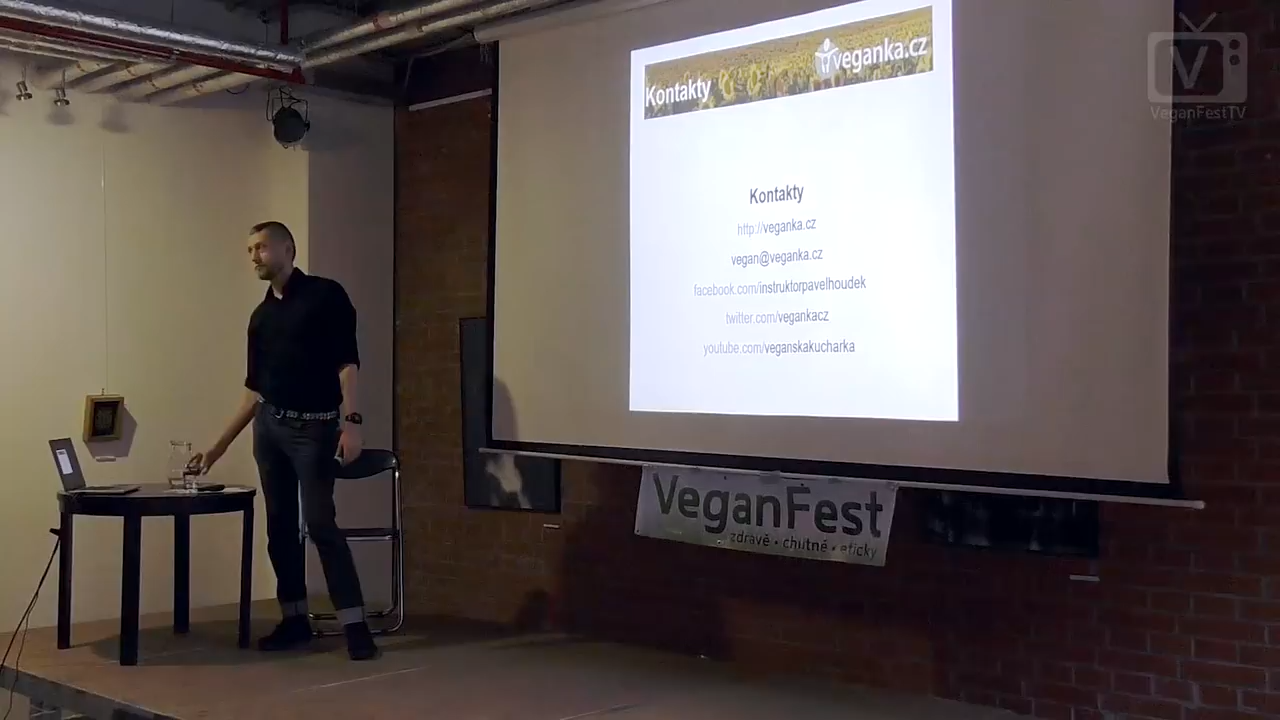 veganka.cz
Kontakty
Kontakty
http://veganka.cz
vegan@veganka.cz
facebook.com/instruktorpavelhoudek
twitter.com/vegankacz
youtube.com/veganskakucharka
VeganFest
zdravě • chutně • eticky
V
VeganFestTV